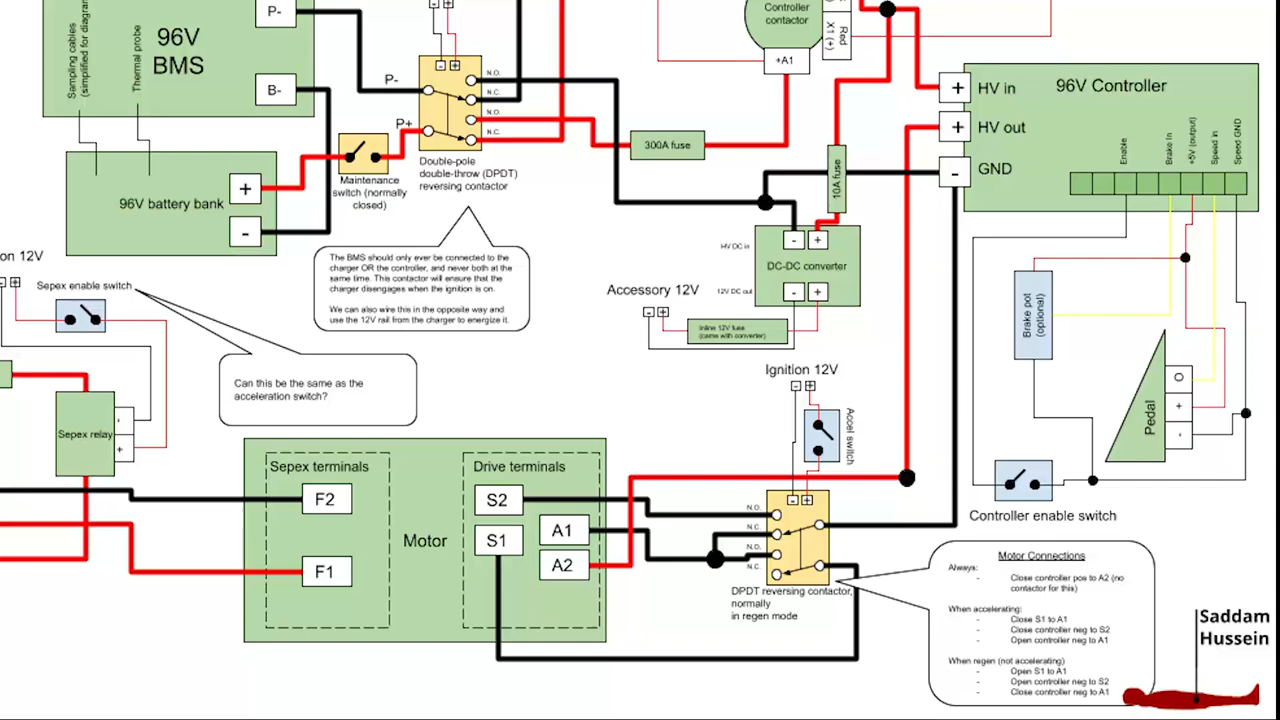 Sampling cables
(simplified for diagram
Thermal probe
96V
BMS
P-
B-
P-
P+
N.O.
N.C.
N.O.
N.C.
Double-pole
double-throw (DPDT)
reversing contactor
Maintenance
switch (normally
closed)
96V battery bank
+
-
Controller
contactor
X1 (+)
Red
+A1
300A fuse
10A fuse
96V Controller
+ HV in
+ HV out
- GND
Enable
Brake In
+5V (output)
Speed in
Speed GND
on 12V
Sepex enable switch
The BMS should only ever be connected to the
charger OR the controller, and never both at the
same time. This contactor will ensure that the
charger disengages when the ignition is on.
We can also wire this in the opposite way and
use the 12V rail from the charger to energize it.
HV DC in
- +
DC-DC converter
12V DC out
- +
Accessory 12V
- +
Inline 12V fuse
(came with converter)
Brake pot
(optional)
Pedal
O
+
-
Can this be the same as the
acceleration switch?
Ignition 12V
- +
Accel switch
Sepex relay
-
+
Sepex terminals
F2
F1
Motor
Drive terminals
S2
S1
A1
A2
- +
N.O.
N.C.
N.O.
N.C.
DPDT reversing contactor,
normally
in regen mode
Controller enable switch
Motor Connections
Always:
- Close controller pos to A2 (no
contactor for this)
When accelerating:
- Close S1 to A1
- Close controller neg to S2
- Open controller neg to A1
When regen (not accelerating)
- Open S1 to A1
- Open controller neg to S2
- Close controller neg to A1
Saddam
Hussein